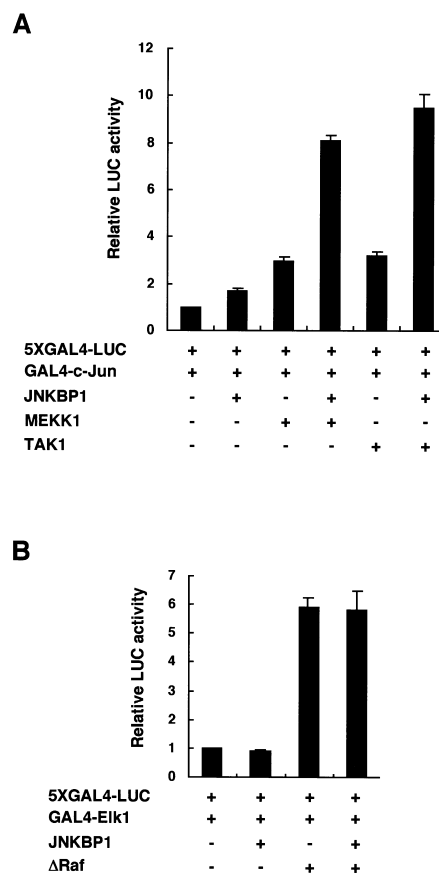 A
Relative LUC activity
12
10
8
6
4
2
0
5XGAL4-LUC + + + + + +
GAL4-c-Jun + + + + + +
JNKBP1 - + - + - +
MEKK1 - - + + - -
TAK1 - - - - + +
B
Relative LUC activity
7
6
5
4
3
2
1
0
5XGAL4-LUC + + + +
GAL4-Elk1 + + + +
JNKBP1 - + - +
ΔRaf - - + +